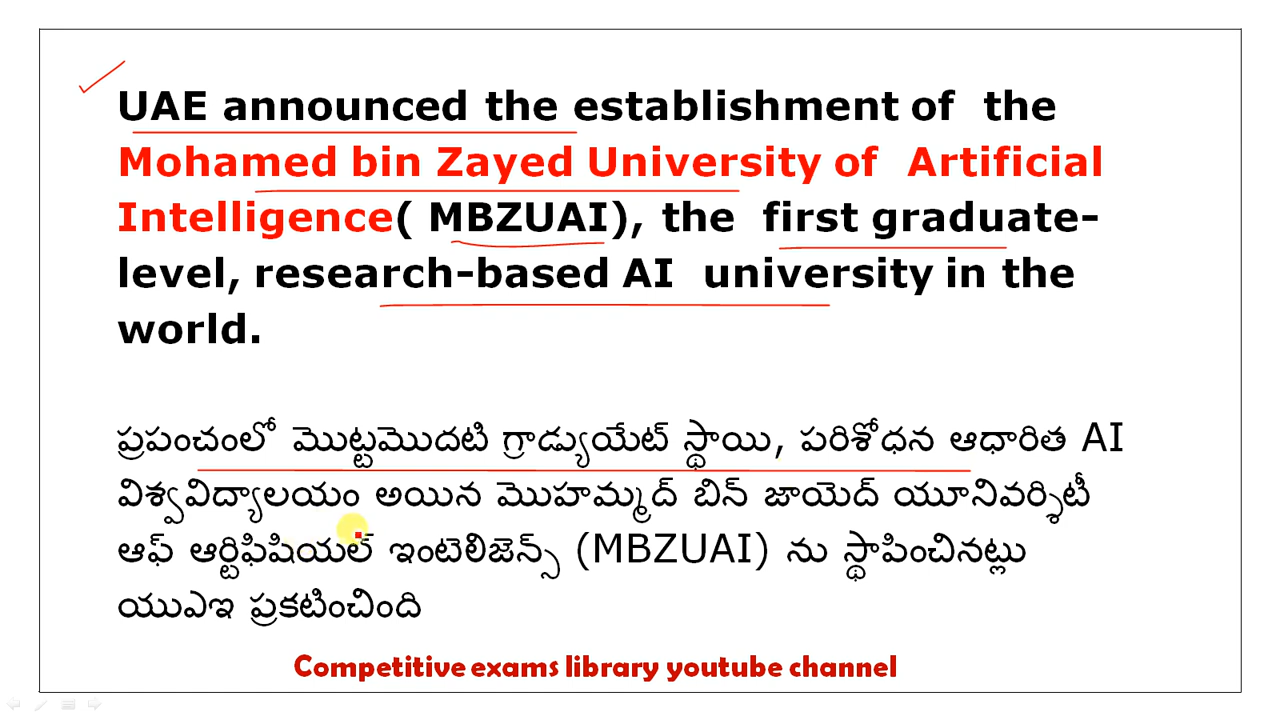 UAE announced the establishment of the
Mohamed bin Zayed University of Artificial
Intelligence( MBZUAI), the first graduate-
level, research-based AI university in the
world.
ప్రపంచంలో మొట్టమొదటి గ్రాడ్యుయేట్ స్థాయి, పరిశోధన ఆధారిత AI
విశ్వవిద్యాలయం అయిన మొహమ్మద్ బిన్ జాయెద్ యూనివర్శిటీ
ఆఫ్ ఆర్టిఫిషియల్ ఇంటెలిజెన్స్ (MBZUAI) ను స్థాపించినట్లు
యుఎఇ ప్రకటించింది
Competitive exams library youtube channel